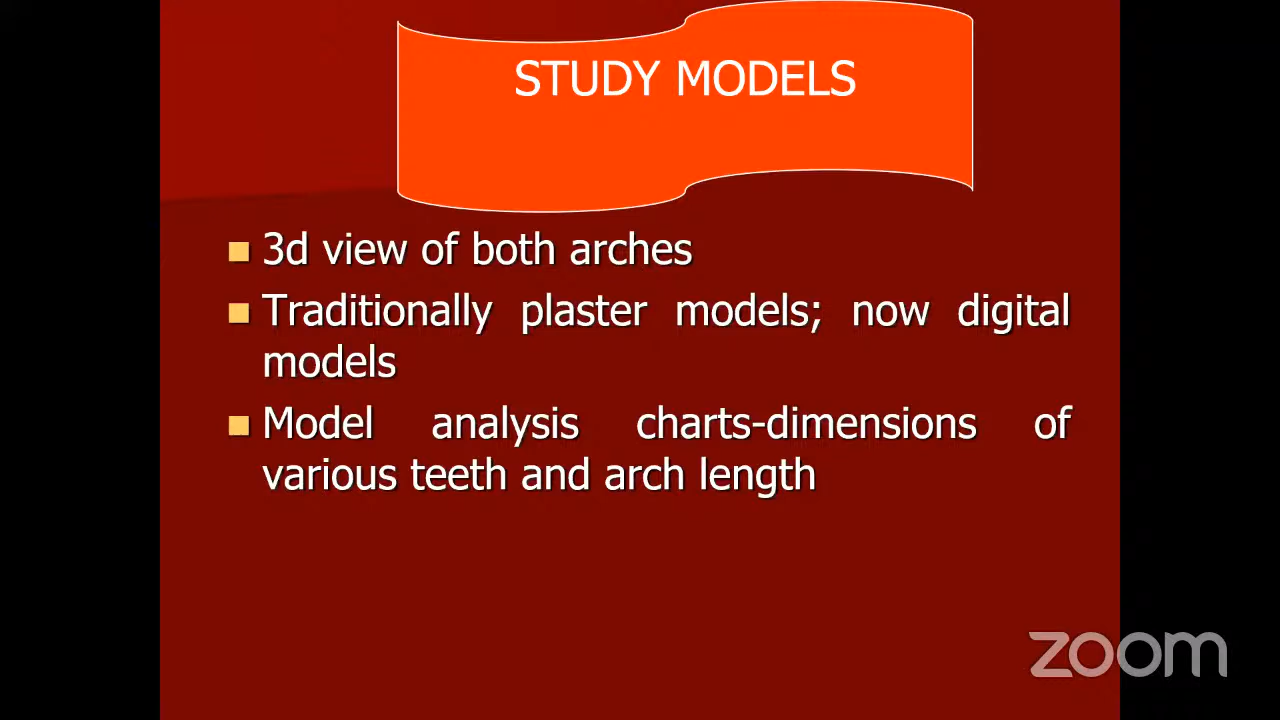 STUDY MODELS
3d view of both arches
Traditionally plaster models; now digital
models
Model analysis charts-dimensions of
various teeth and arch length
zoom